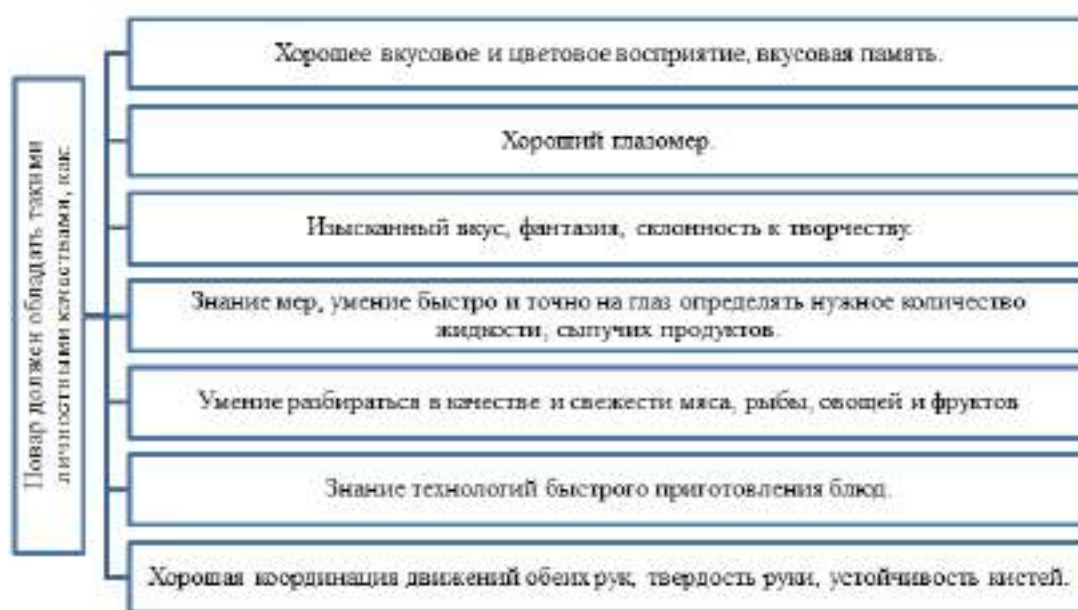 Повар должен обладать такими
личностными качествами, как:
Хорошее вкусовое и цветовое восприятие, вкусовая память.
Хороший глазомер.
Изысканный вкус, фантазия, склонность к творчеству.
Знание мер, умение быстро и точно на глаз определять нужное количество
жидкости, сыпучих продуктов.
Умение разбираться в качестве и свежести мяса, рыбы, овощей и фруктов
Знание технологий быстрого приготовления блюд.
Хорошая координация движений обеих рук, твердость руки, устойчивость кистей.